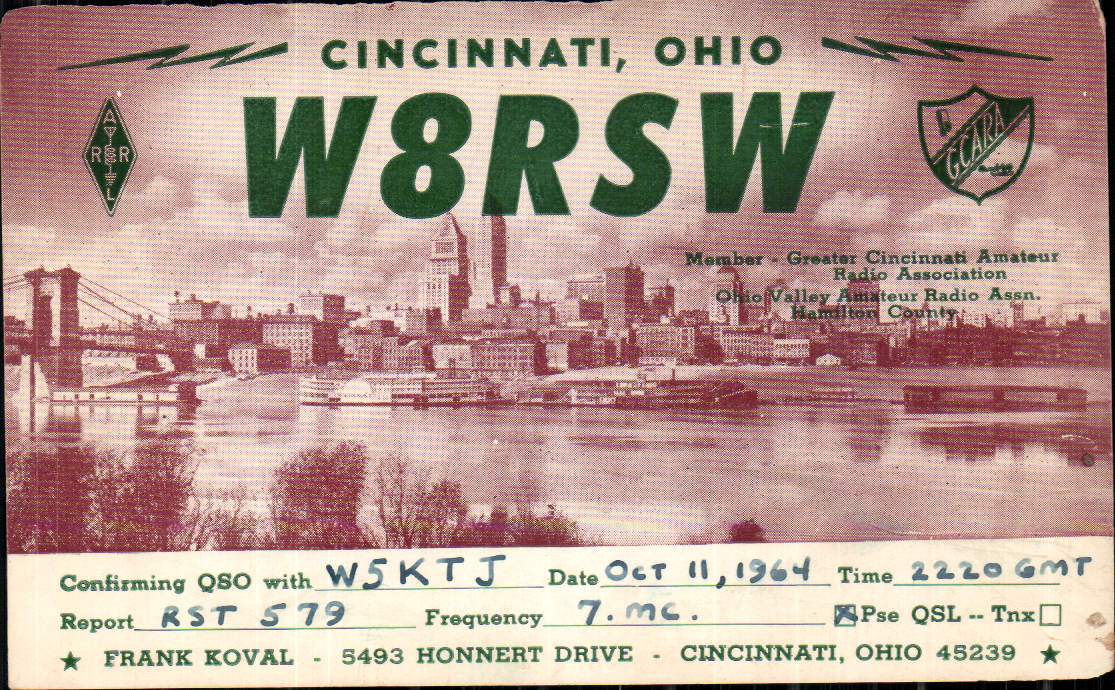 CINCINNATI, OHIO
W8RSW
ARRL
GCARA
Member - Greater Cincinnati Amateur
Radio Association
Ohio Valley Amateur Radio Assn.
Hamilton County
Confirming QSO with W5KTJ Date OCT 11, 1964 Time 2220 GMT
Report RST 579 Frequency 7. MC. Pse QSL -- Tnx
★ FRANK KOVAL - 5493 HONNERT DRIVE - CINCINNATI, OHIO 45239 ★